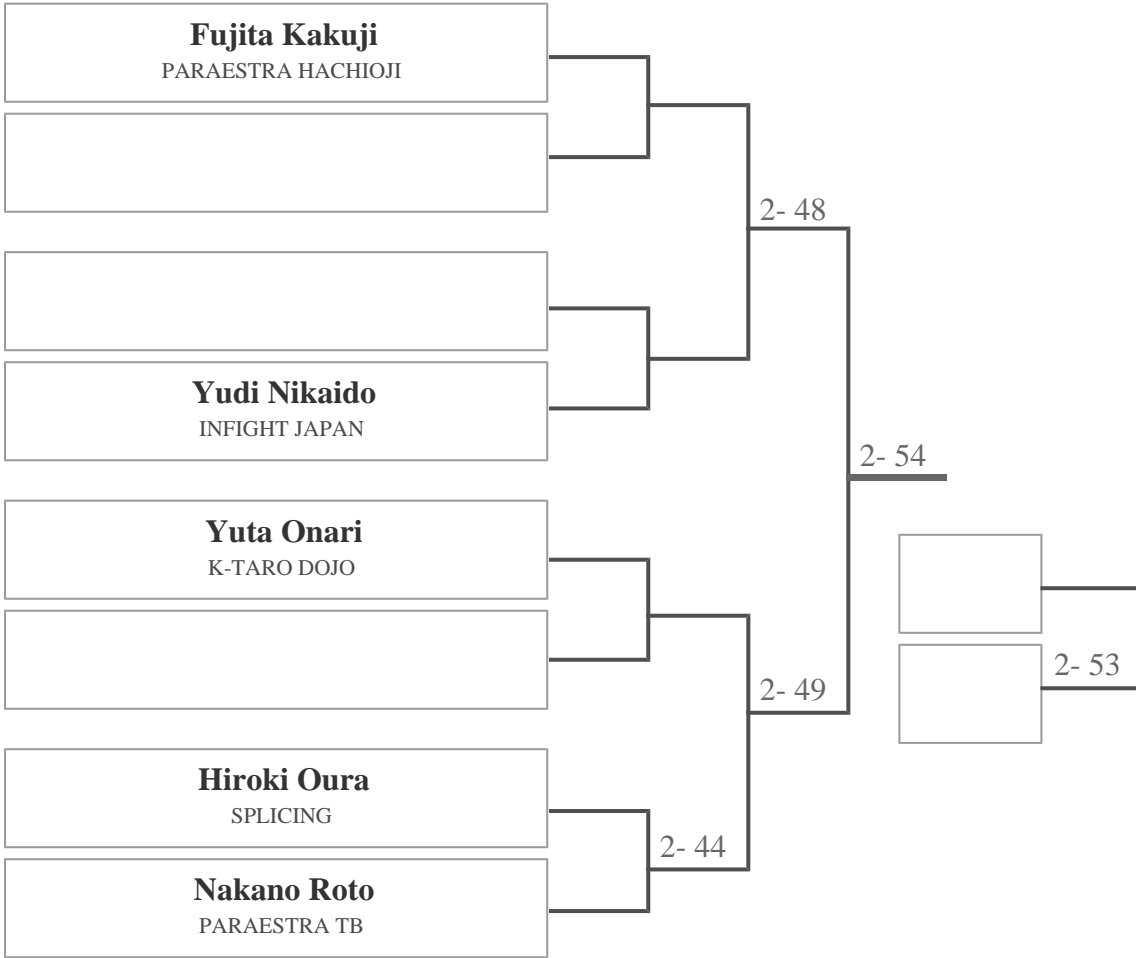 Fujita Kakuji
PARAESTRA HACHIOJI
2- 48
Yudi Nikaido
INFIGHT JAPAN
2- 54
Yuta Onari
K-TARO DOJO
2- 53
2- 49
Hiroki Oura
SPLICING
2- 44
Nakano Roto
PARAESTRA TB